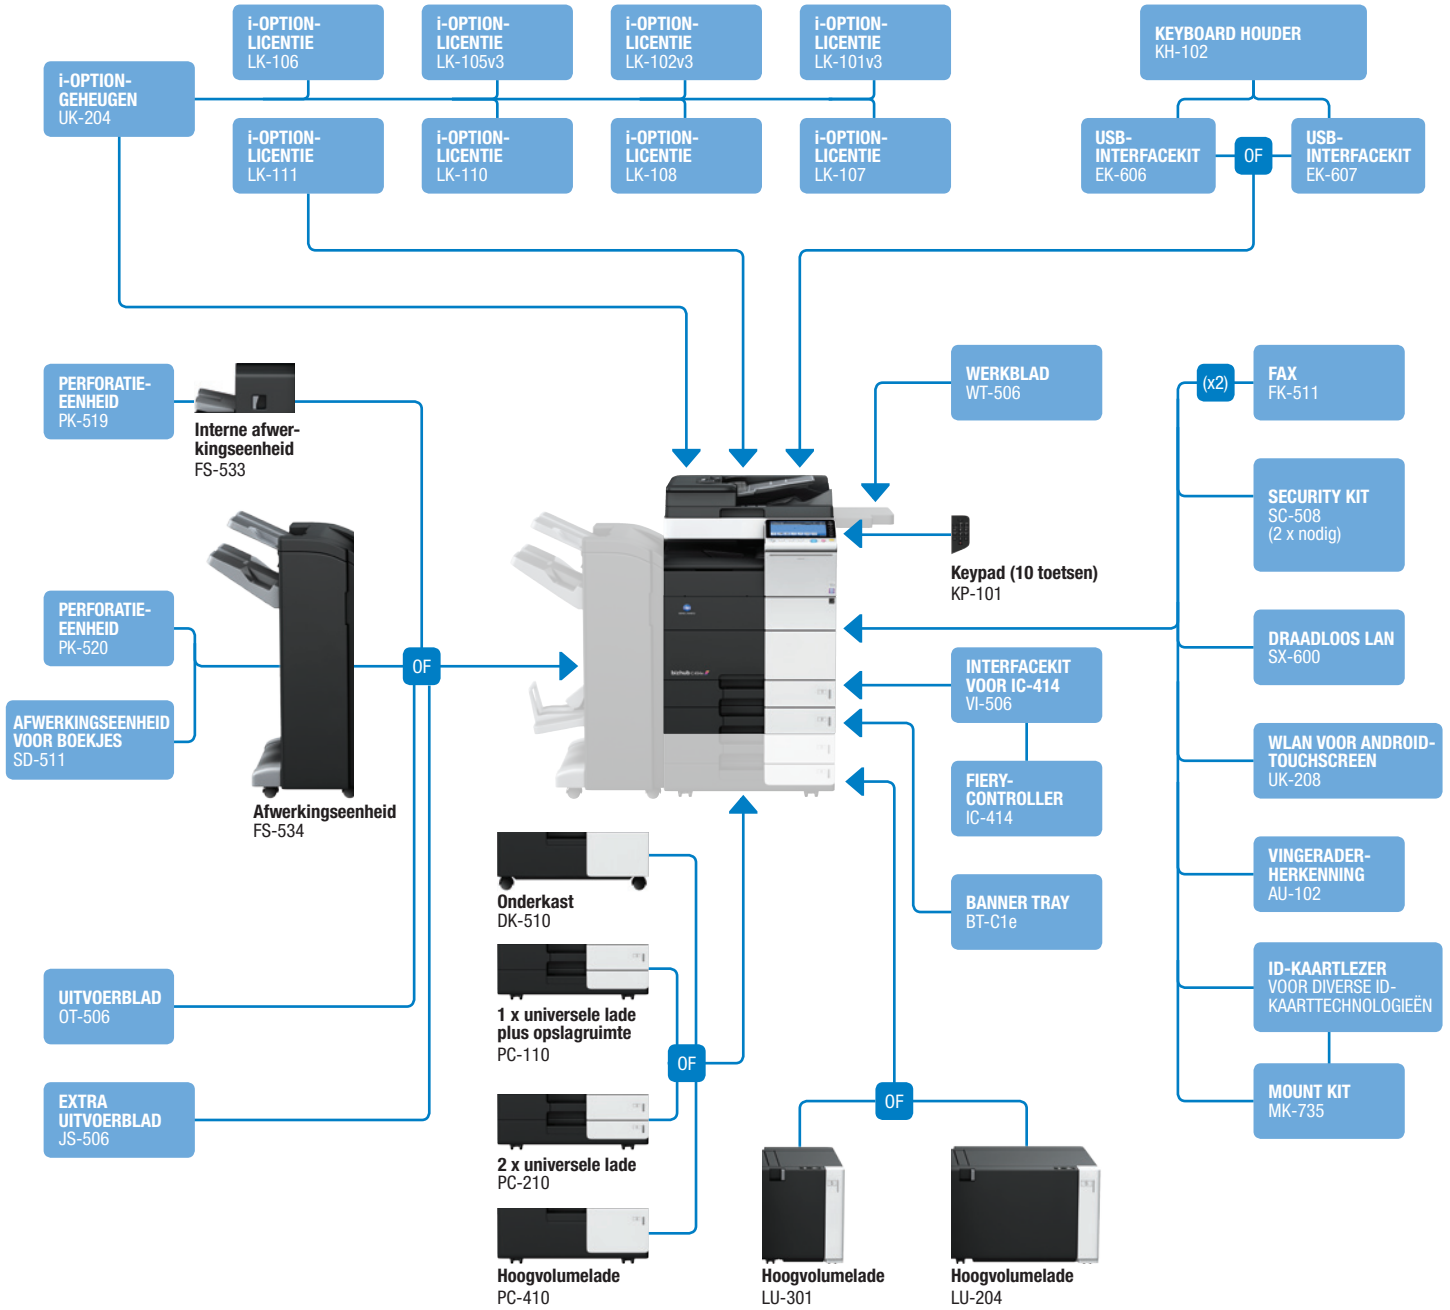 i-OPTION-
LICENTIE
LK-106
i-OPTION-
LICENTIE
LK-105v3
i-OPTION-
LICENTIE
LK-102v3
i-OPTION-
LICENTIE
LK-101v3
KEYBOARD HOUDER
KH-102
i-OPTION-
GEHEUGEN
UK-204
i-OPTION-
LICENTIE
LK-111
i-OPTION-
LICENTIE
LK-110
i-OPTION-
LICENTIE
LK-108
i-OPTION-
LICENTIE
LK-107
USB-
INTERFACEKIT
EK-606
OF
USB-
INTERFACEKIT
EK-607
PERFORATIE-
EENHEID
PK-519
Interne afwer-
kingseenheid
FS-533
WERKBLAD
WT-506
(x2)
FAX
FK-511
SECURITY KIT
SC-508
(2 x nodig)
Keypad (10 toetsen)
KP-101
PERFORATIE-
EENHEID
PK-520
OF
DRAADLOOS LAN
SX-600
INTERFACEKIT
VOOR IC-414
VI-506
AFWERKINGSEENHEID
VOOR BOEKJES
SD-511
WLAN VOOR ANDROID-
TOUCHSCREEN
UK-208
FIERY-
CONTROLLER
IC-414
Afwerkingseenheid
FS-534
VINGERADER-
HERKENNING
AU-102
Onderkast
DK-510
BANNER TRAY
BT-C1e
ID-KAARTLEZER
VOOR DIVERSE ID-
KAARTTECHNOLOGIEËN
UITVOERBLAD
OT-506
1 x universele lade
plus opslagruimte
PC-110
OF
EXTRA
UITVOERBLAD
JS-506
OF
MOUNT KIT
MK-735
2 x universele lade
PC-210
Hoogvolumelade
PC-410
Hoogvolumelade
LU-301
Hoogvolumelade
LU-204